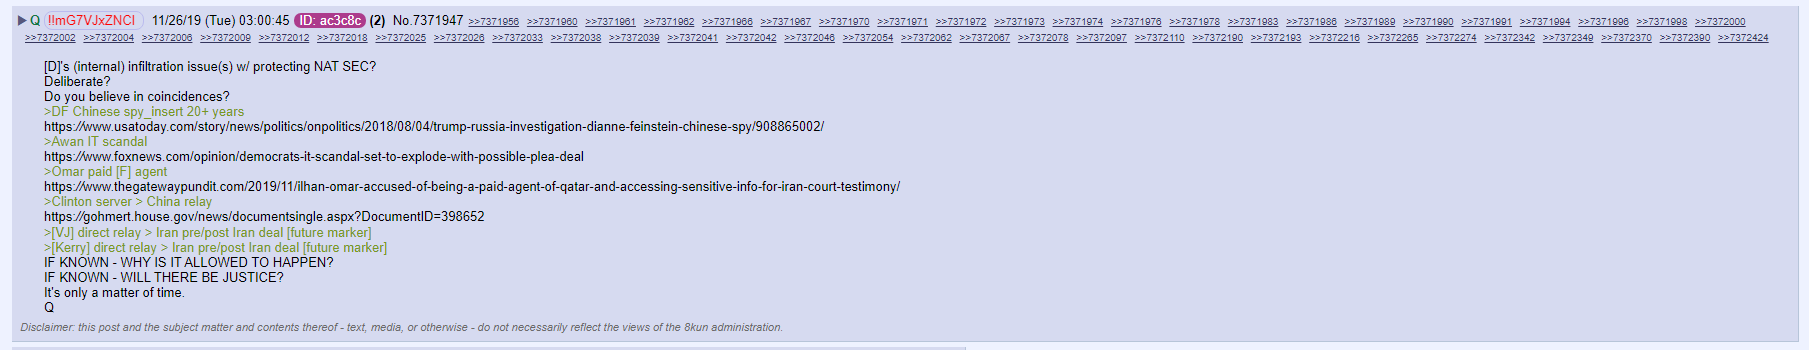 ▶ Q !!mG7VJxZNCI 11/26/19 (Tue) 03:00:45 ID: ac3c8c (2) No.7371947 >>7371956 >>7371960 >>7371961 >>7371962 >>7371966 >>7371967 >>7371970 >>7371971 >>7371972 >>7371973 >>7371974 >>7371976 >>7371978 >>7371983 >>7371986 >>7371989 >>7371990 >>7371991 >>7371994 >>7371996 >>7371998 >>7372000
>>7372002 >>7372004 >>7372006 >>7372009 >>7372012 >>7372018 >>7372025 >>7372026 >>7372033 >>7372038 >>7372039 >>7372041 >>7372042 >>7372046 >>7372054 >>7372062 >>7372067 >>7372078 >>7372097 >>7372110 >>7372190 >>7372193 >>7372216 >>7372265 >>7372274 >>7372342 >>7372349 >>7372370 >>7372390 >>7372424
[D]'s (internal) infiltration issue(s) w/ protecting NAT SEC?
Deliberate?
Do you believe in coincidences?
>DF Chinese spy_insert 20+ years
https://www.usatoday.com/story/news/politics/onpolitics/2018/08/04/trump-russia-investigation-dianne-feinstein-chinese-spy/908865002/
>Awan IT scandal
https://www.foxnews.com/opinion/democrats-it-scandal-set-to-explode-with-possible-plea-deal
>Omar paid [F] agent
https://www.thegatewaypundit.com/2019/11/ilhan-omar-accused-of-being-a-paid-agent-of-qatar-and-accessing-sensitive-info-for-iran-court-testimony/
>Clinton server > China relay
https://gohmert.house.gov/news/documentsingle.aspx?DocumentID=398652
>[VJ] direct relay > Iran pre/post Iran deal [future marker]
>[Kerry] direct relay > Iran pre/post Iran deal [future marker]
IF KNOWN - WHY IS IT ALLOWED TO HAPPEN?
IF KNOWN - WILL THERE BE JUSTICE?
It's only a matter of time.
Q
Disclaimer: this post and the subject matter and contents thereof - text, media, or otherwise - do not necessarily reflect the views of the 8kun administration.